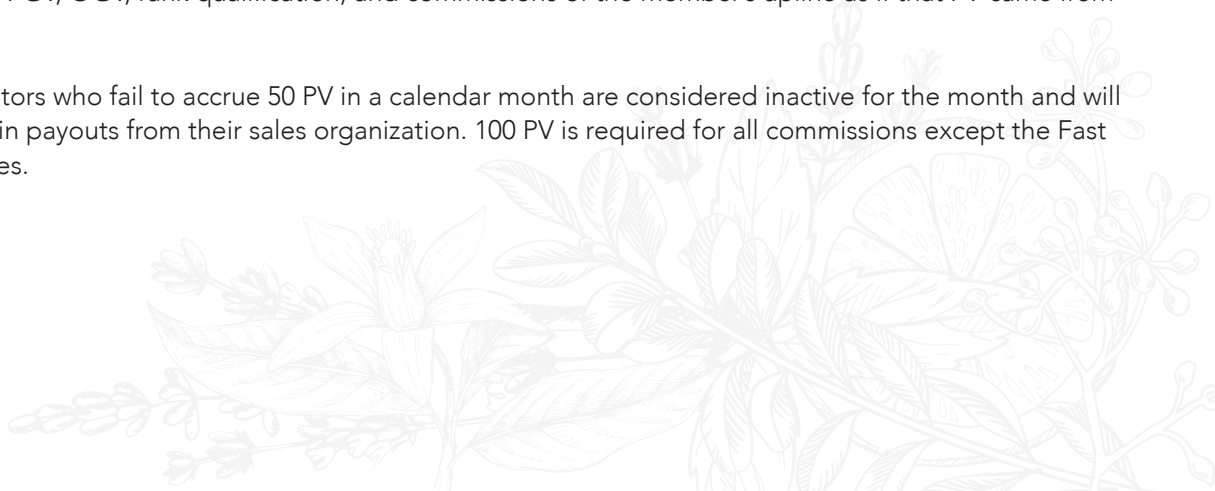 rank qualification, and commissions of the member's upline as if that PV came from
tors who fail to accrue 50 PV in a calendar month are considered inactive for the month and will
in payouts from their sales organization. 100 PV is required for all commissions except the Fast
es.